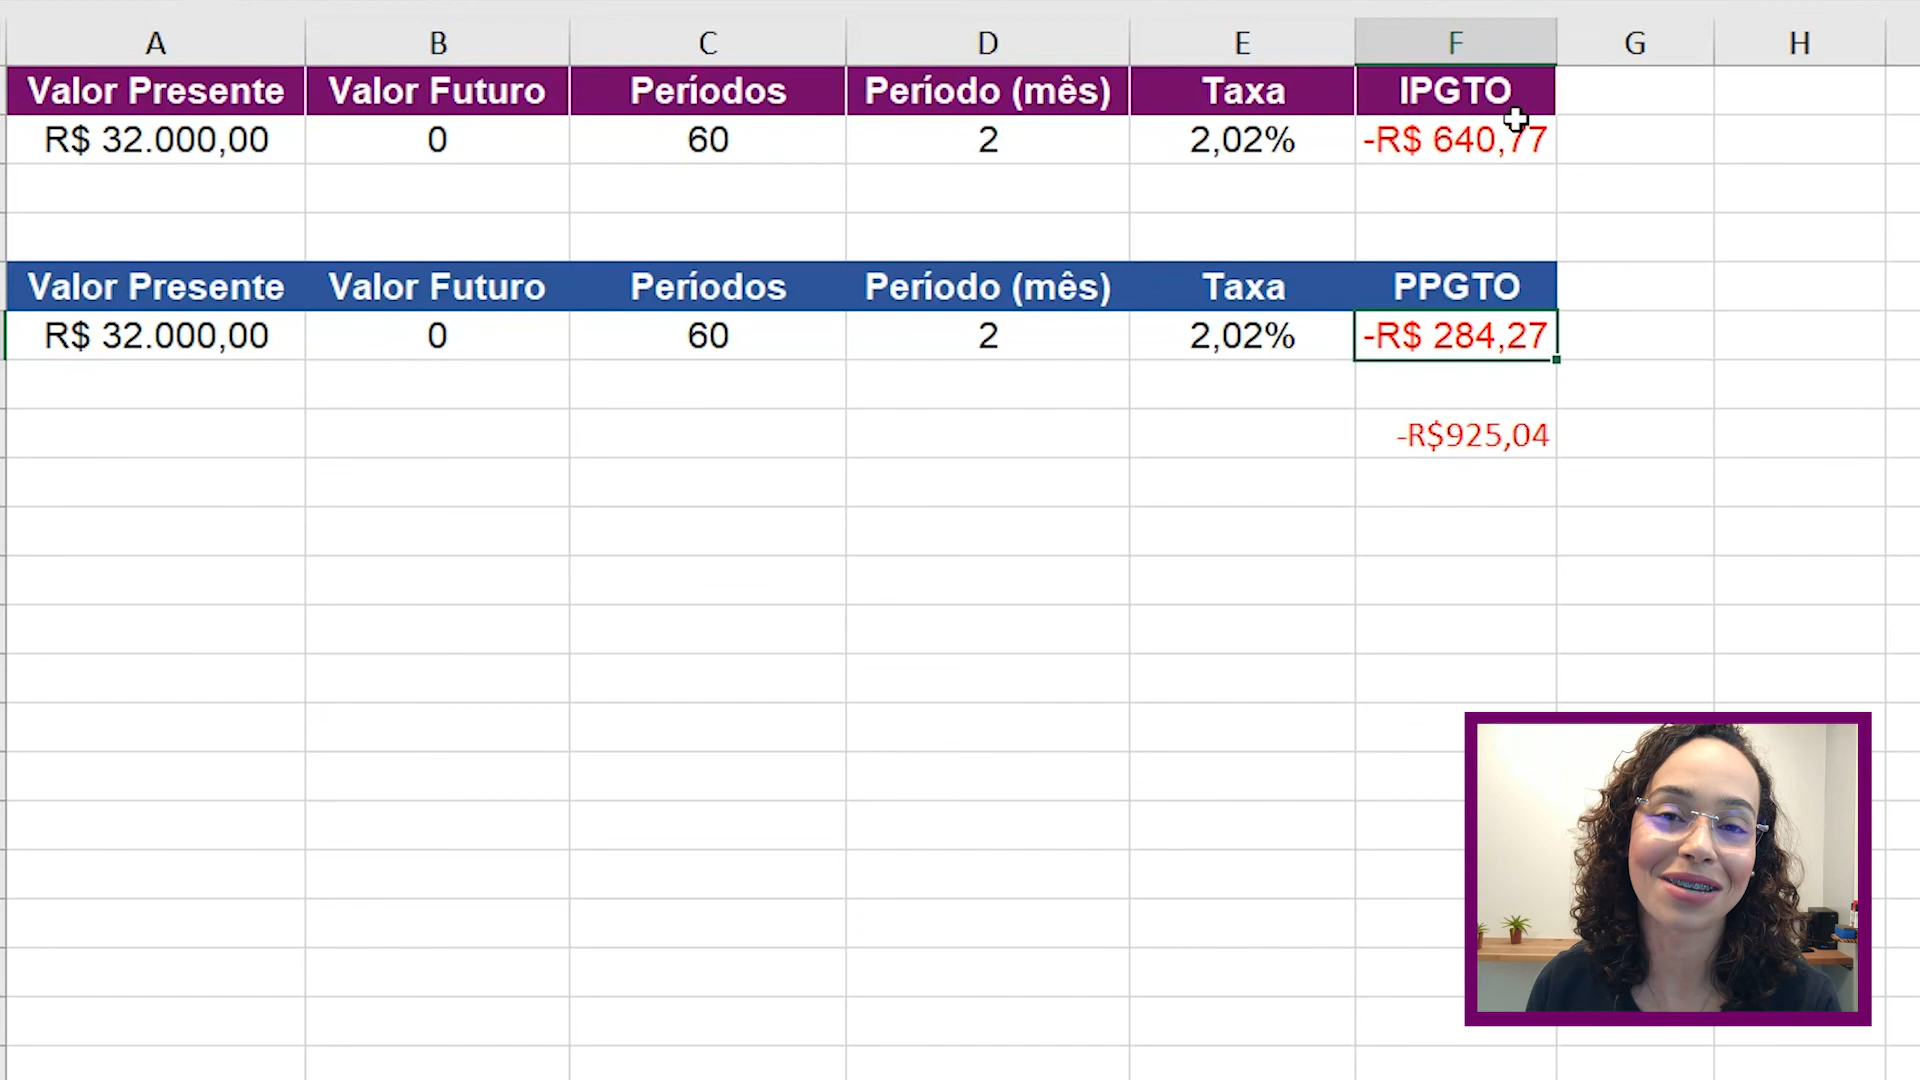 A B C D E F G H
Valor Presente Valor Futuro Períodos Período (mês) Taxa IPGTO
R$ 32.000,00 0 60 2 2,02% -R$ 640,77
Valor Presente Valor Futuro Períodos Período (mês) Taxa PPGTO
R$ 32.000,00 0 60 2 2,02% -R$ 284,27
-R$925,04